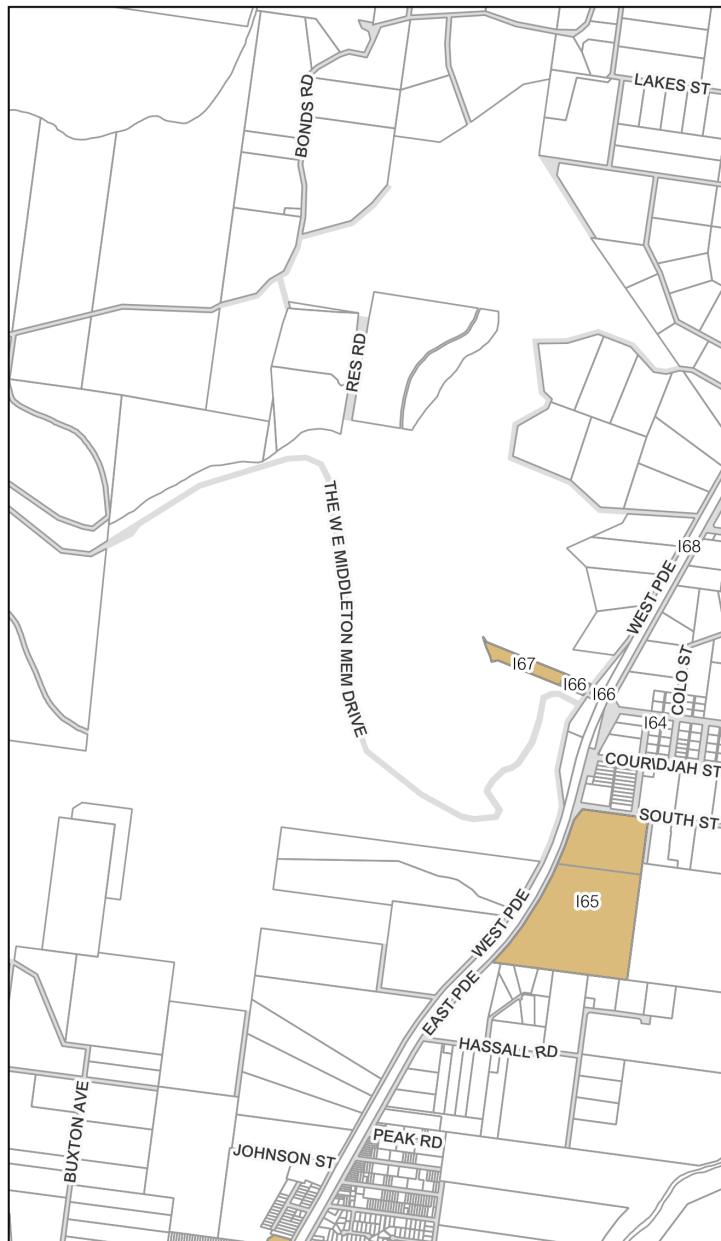 LAKES ST
BONDS RD
RES RD
THE W E MIDDLETON MEM DRIVE
I68
WEST PDE
I67
I66
I66
COLO ST
I64
COURIDJAH ST
SOUTH ST
I65
WEST PDE
EAST PDE
HASSALL RD
BUXTON AVE
PEAK RD
JOHNSON ST